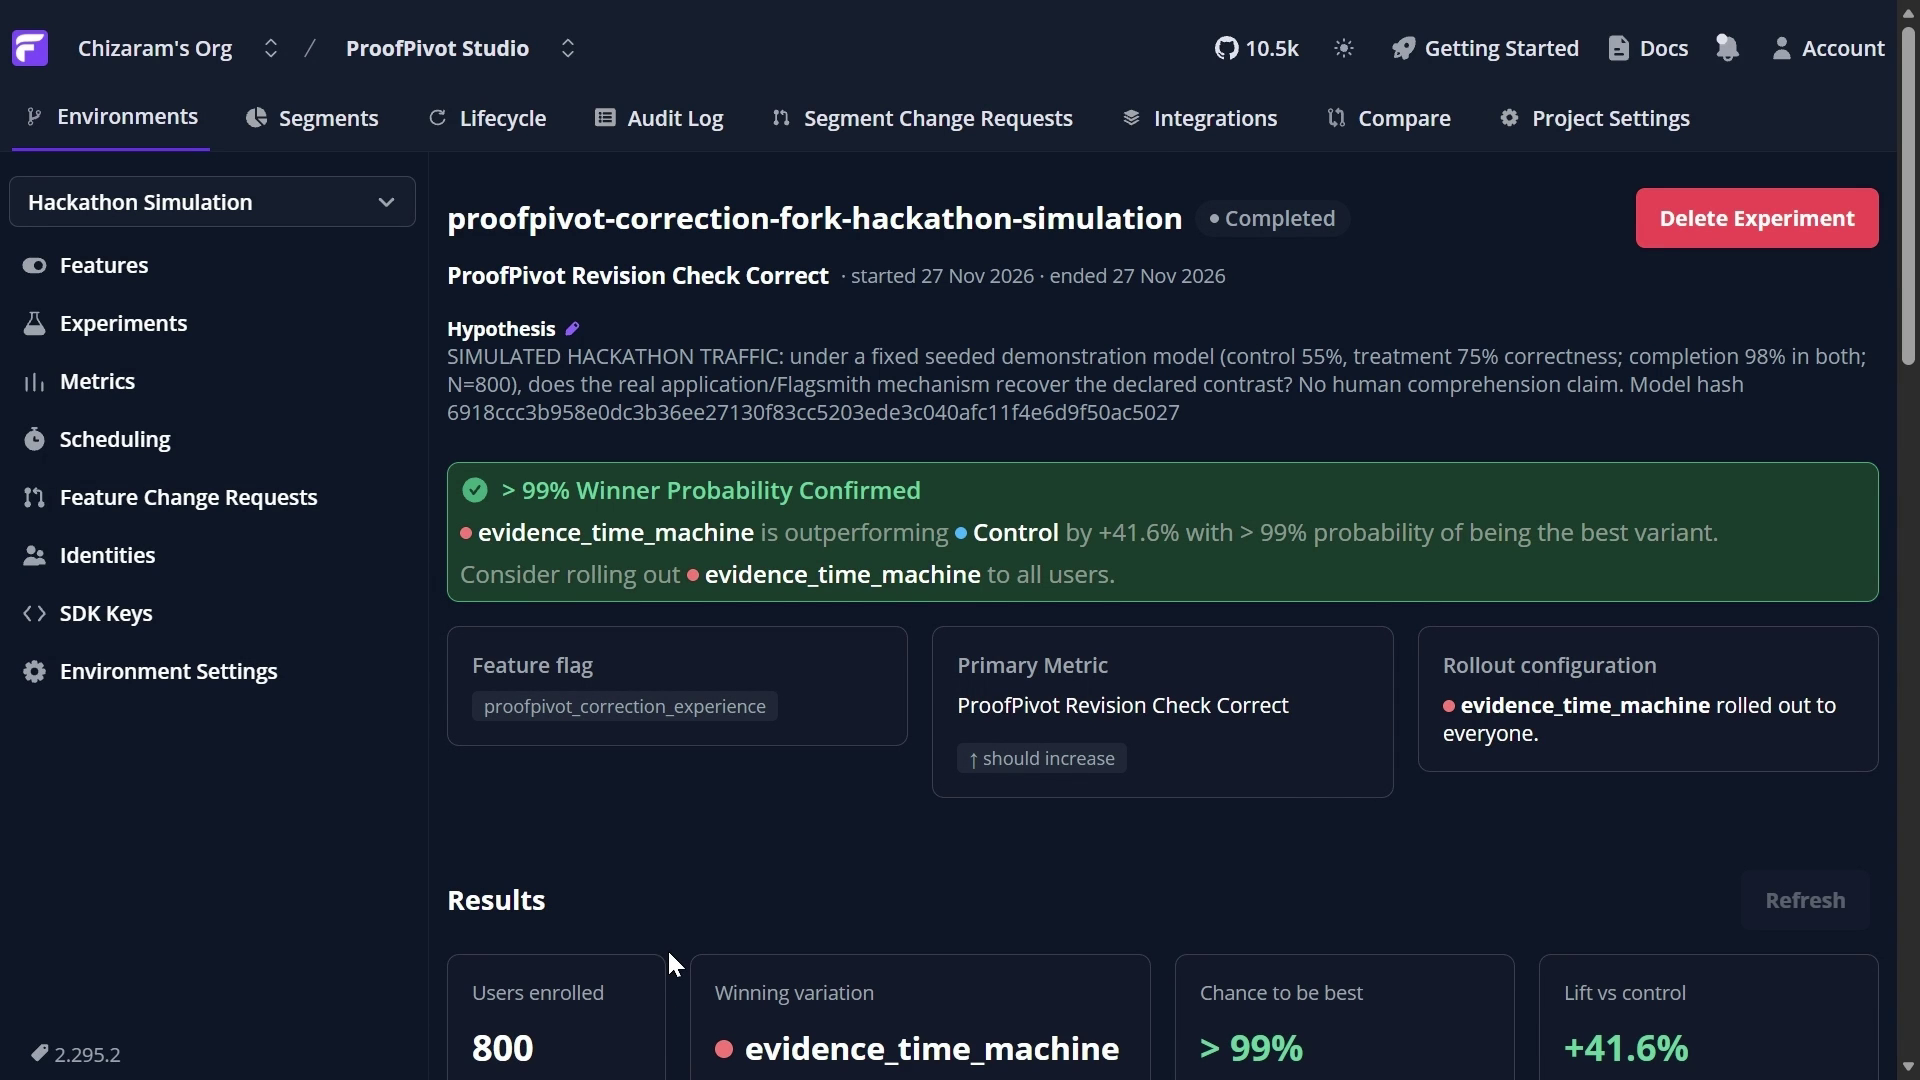 Chizaram's Org / ProofPivot Studio 10.5k Getting Started Docs Account
Environments Segments Lifecycle Audit Log Segment Change Requests Integrations Compare Project Settings
Hackathon Simulation
Features
Experiments
Metrics
Scheduling
Feature Change Requests
Identities
SDK Keys
Environment Settings
2.295.2
proofpivot-correction-fork-hackathon-simulation Completed
Delete Experiment
ProofPivot Revision Check Correct · started 27 Nov 2026 · ended 27 Nov 2026
Hypothesis
SIMULATED HACKATHON TRAFFIC: under a fixed seeded demonstration model (control 55%, treatment 75% correctness; completion 98% in both;
N=800), does the real application/Flagsmith mechanism recover the declared contrast? No human comprehension claim. Model hash
6918ccc3b958e0dc3b36ee27130f83cc5203ede3c040afc11f4e6d9f50ac5027
> 99% Winner Probability Confirmed
evidence_time_machine is outperforming Control by +41.6% with > 99% probability of being the best variant.
Consider rolling out evidence_time_machine to all users.
Feature flag
proofpivot_correction_experience
Primary Metric
ProofPivot Revision Check Correct
↑ should increase
Rollout configuration
evidence_time_machine rolled out to
everyone.
Results
Refresh
Users enrolled
800
Winning variation
evidence_time_machine
Chance to be best
> 99%
Lift vs control
+41.6%